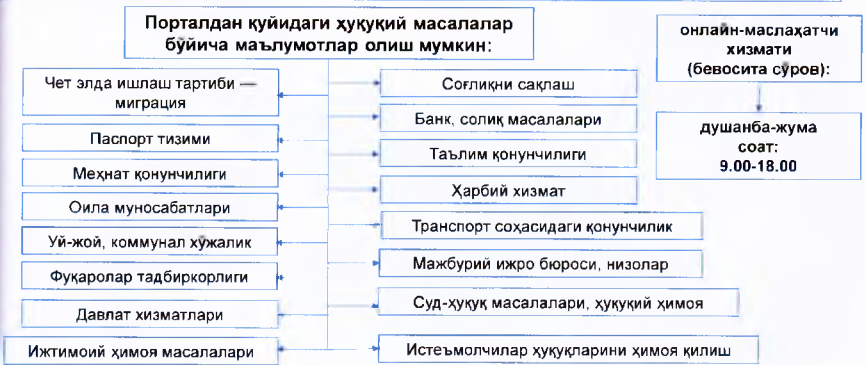 Порталдан қуйидаги ҳуқуқий масалалар
бўйича маълумотлар олиш мумкин:
Чет элда ишлаш тартиби —
миграция
Паспорт тизими
Меҳнат қонунчилиги
Оила муносабатлари
Уй-жой, коммунал хўжалик
Фуқаролар тадбиркорлиги
Давлат хизматлари
Ижтимоий ҳимоя масалалари
Соғлиқни сақлаш
Банк, солиқ масалалари
Таълим қонунчилиги
Ҳарбий хизмат
Транспорт соҳасидаги қонунчилик
Мажбурий ижро бюроси, низолар
Суд-ҳуқуқ масалалари, ҳуқуқий ҳимоя
Истеъмолчилар ҳуқуқларини ҳимоя қилиш
онлайн-маслаҳатчи
хизмати
(бевосита сўров):
душанба-жума
соат:
9.00-18.00